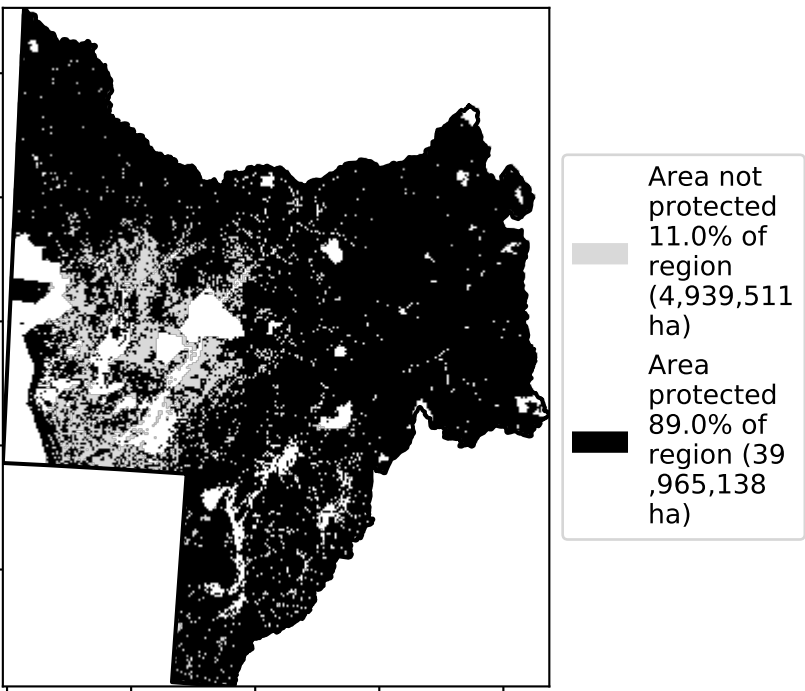 Area not
protected
11.0% of
region
(4,939,511
ha)
Area
protected
89.0% of
region (39
,965,138
ha)